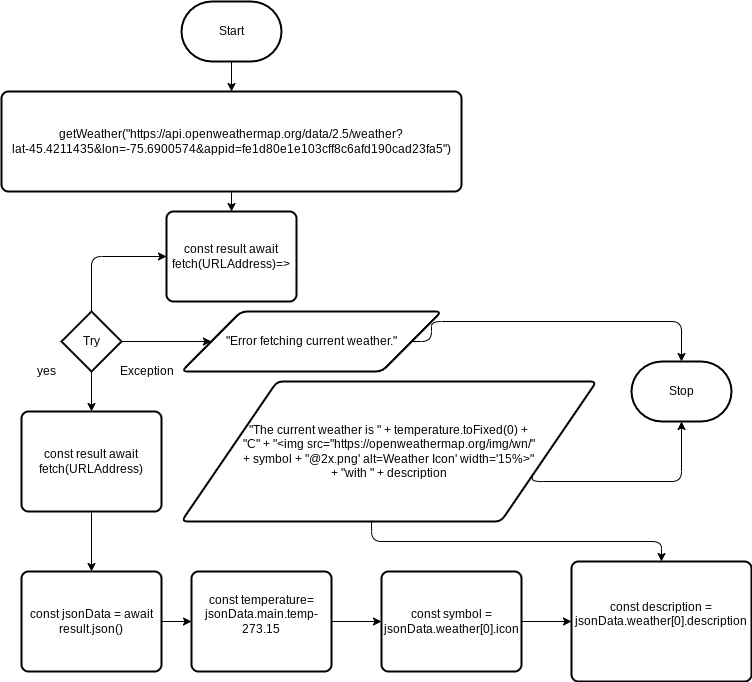 Start
getWeather("https://api.openweathermap.org/data/2.5/weather?
lat-45.4211435&lon=-75.6900574&appid=fe1d80e1e103cff8c6afd190cad23fa5")
const result await
fetch(URLAddress)=>
Try
"Error fetching current weather."
yes
Exception
Stop
"The current weather is " + temperature.toFixed(0) +
"C" + "<img src="https://openweathermap.org/img/wn/"
+ symbol + "@2x.png' alt=Weather Icon' width='15%>"
+ "with " + description
const result await
fetch(URLAddress)
const jsonData = await
result.json()
const temperature=
jsonData.main.temp-
273.15
const symbol =
jsonData.weather[0].icon
const description =
jsonData.weather[0].description